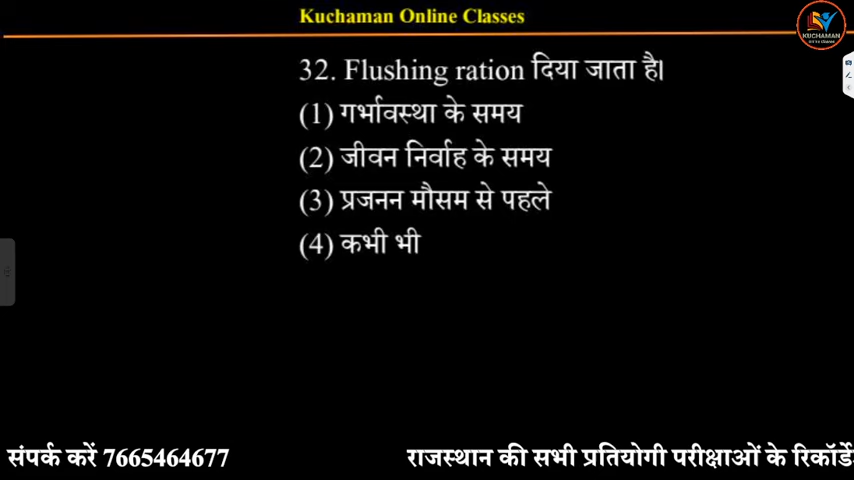 Kuchaman Online Classes
KUCHAMAN
32. Flushing ration दिया जाता है।
(1) गर्भावस्था के समय
(2) जीवन निर्वाह के समय
(3) प्रजनन मौसम से पहले
(4) कभी भी
संपर्क करें 7665464677
राजस्थान की सभी प्रतियोगी परीक्षाओं के रिकॉर्डे